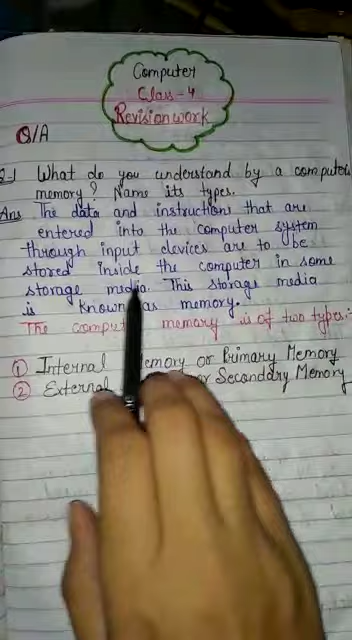 Computer
Class - 4
Revision work
Q/A
Q.1 What do you understand by a computer
memory? Name its types.
Ans The data and instructions that are
entered into the computer system
through input devices are to be
stored inside the computer in some
storage media. This storage media
is known as memory.
The comput memory is of two types:-
① Internal Memory or Primary Memory
② External or Secondary Memory